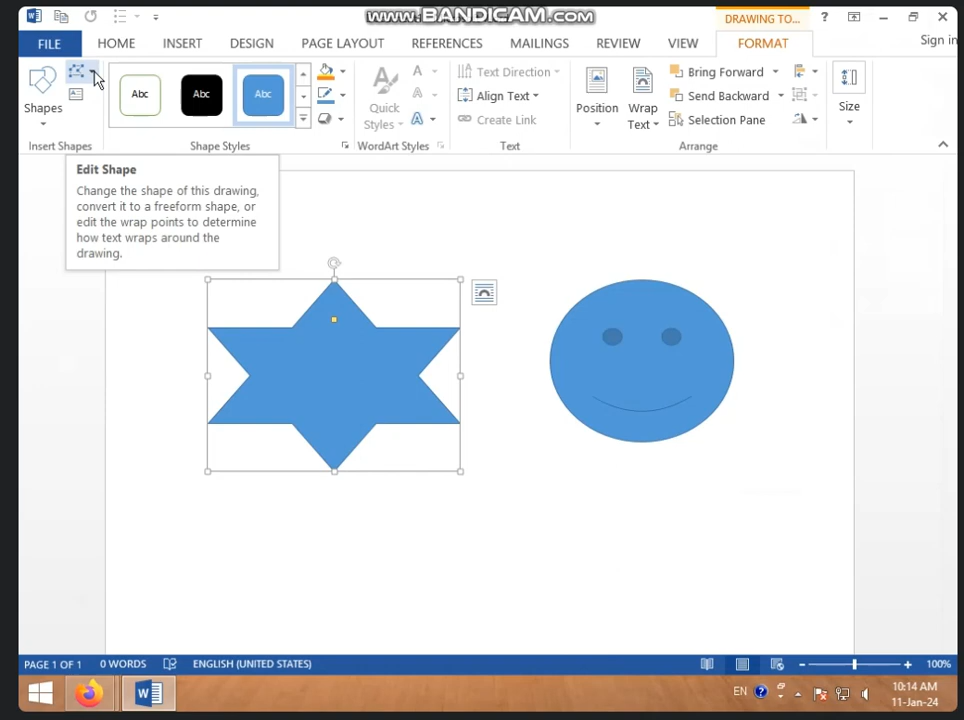 www.BANDICAM.com
DRAWING TO...
?
FILE
HOME
INSERT
DESIGN
PAGE LAYOUT
REFERENCES
MAILINGS
REVIEW
VIEW
FORMAT
Sign in
Shapes
Abc
Abc
Abc
Quick
Styles
A
A
A
A
Text Direction
Align Text
Create Link
Position
Wrap
Text
Bring Forward
Send Backward
Selection Pane
Size
Insert Shapes
Shape Styles
WordArt Styles
Text
Arrange
Edit Shape
Change the shape of this drawing,
convert it to a freeform shape, or
edit the wrap points to determine
how text wraps around the
drawing.
PAGE 1 OF 1
0 WORDS
ENGLISH (UNITED STATES)
100%
EN
?
10:14 AM
11-Jan-24